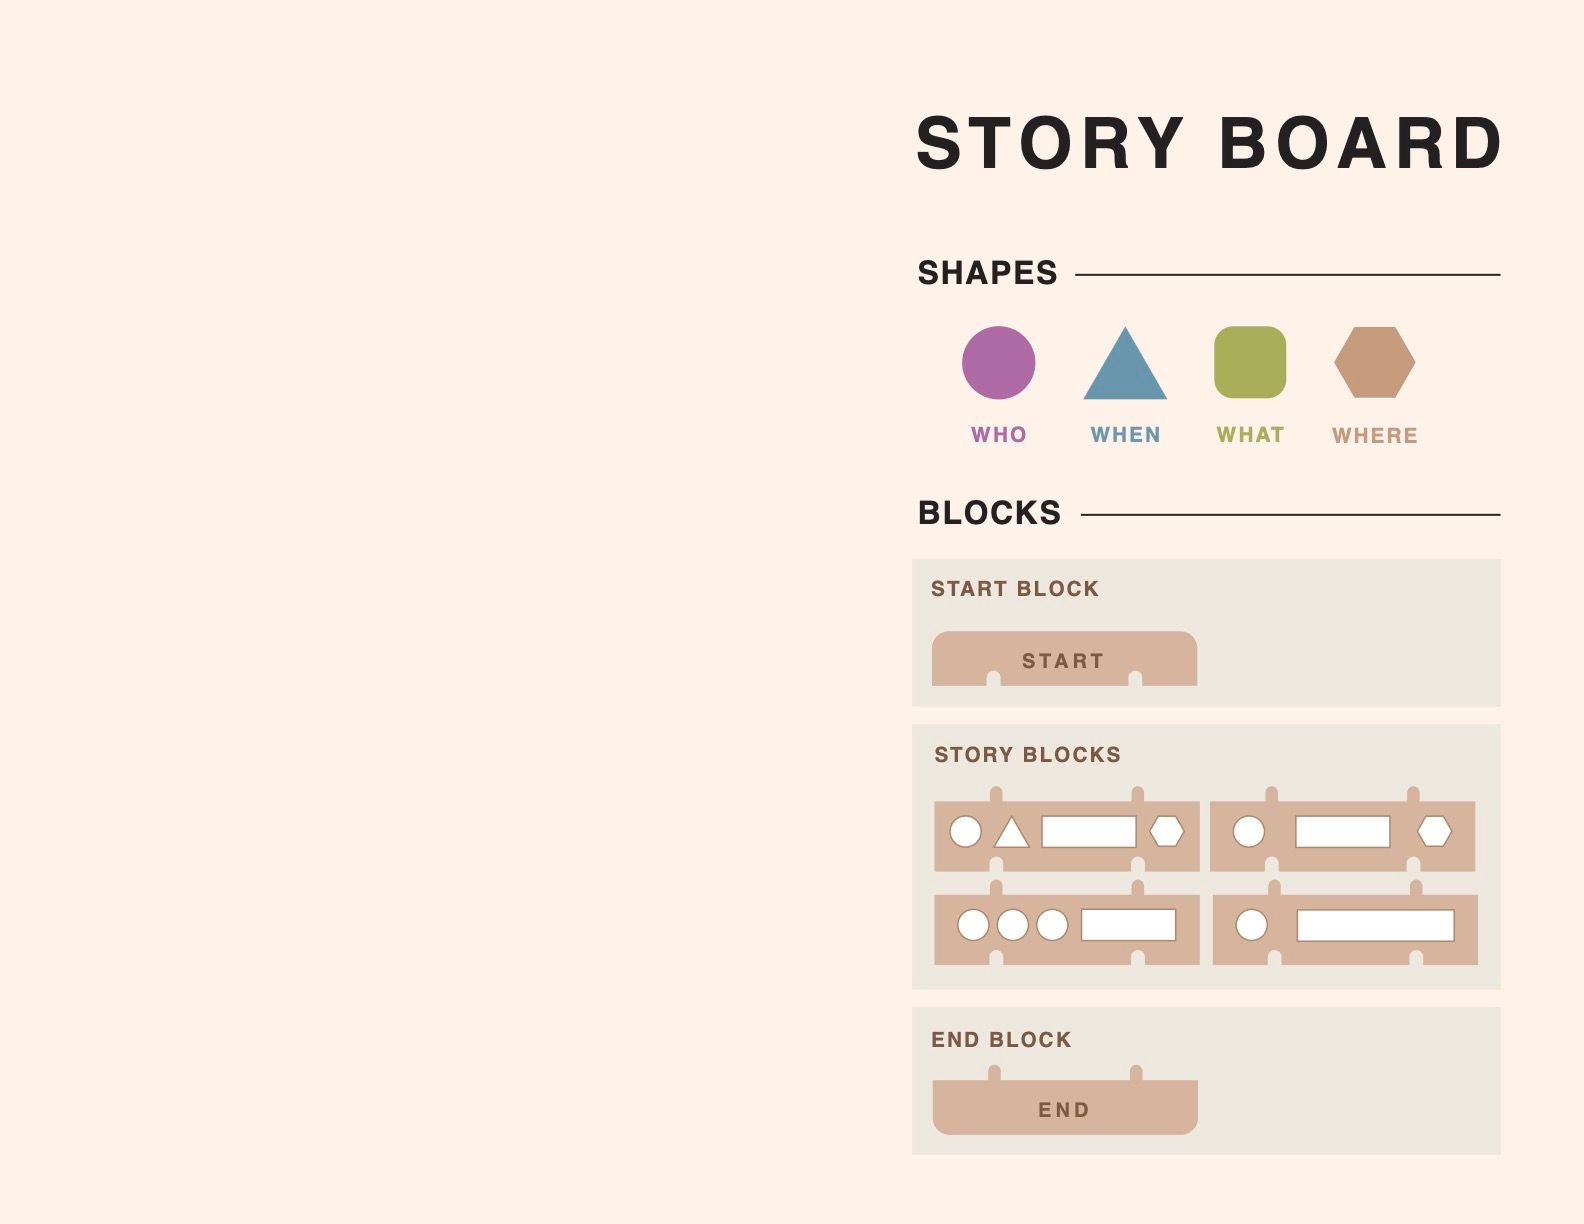 STORY BOARD
SHAPES
WHO WHEN WHAT WHERE
BLOCKS
START BLOCK
START
STORY BLOCKS
END BLOCK
END